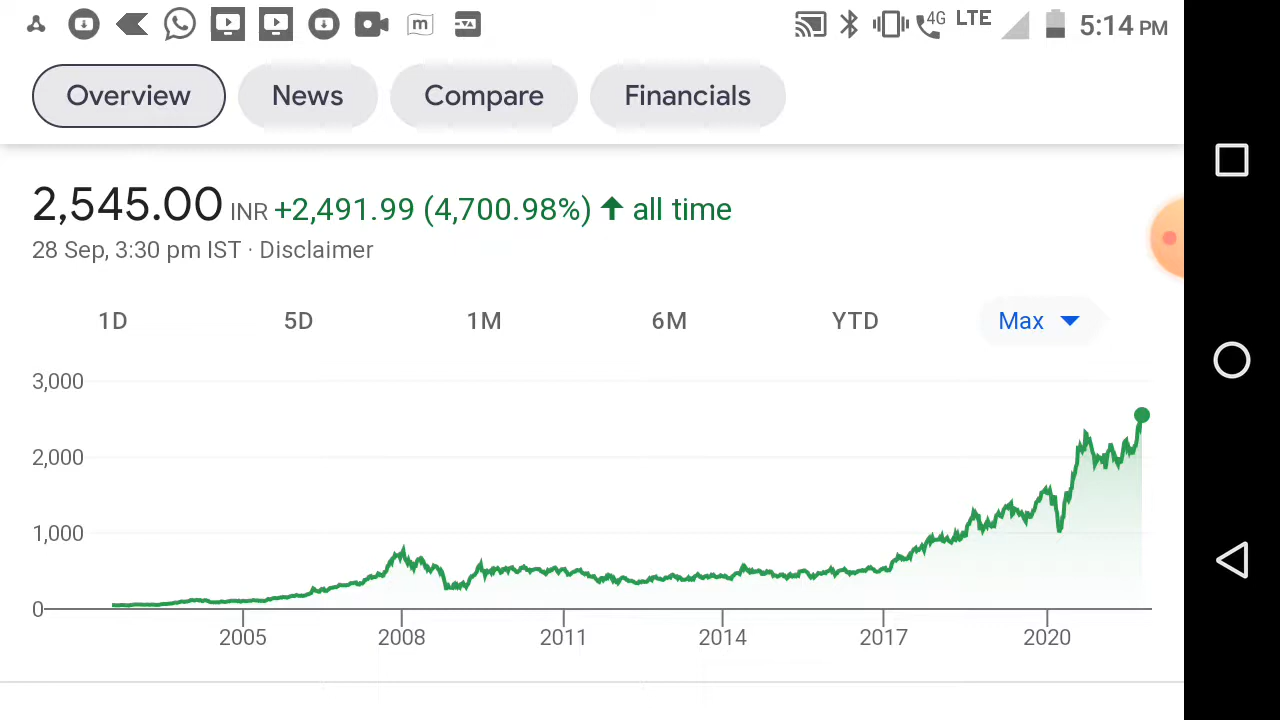 4G LTE 5:14 PM
Overview News Compare Financials
2,545.00 INR +2,491.99 (4,700.98%) ↑ all time
28 Sep, 3:30 pm IST · Disclaimer
1D 5D 1M 6M YTD Max
3,000
2,000
1,000
0
2005 2008 2011 2014 2017 2020